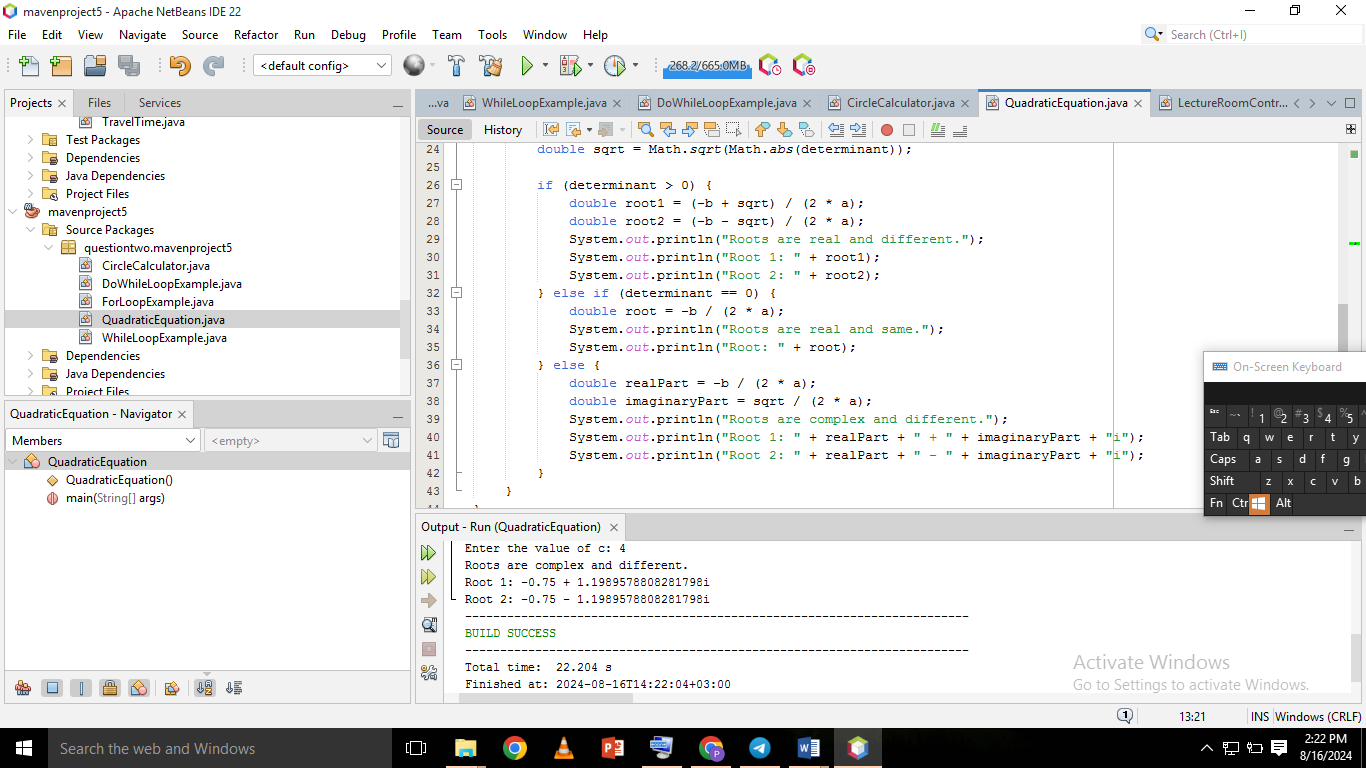 mavenproject5 - Apache NetBeans IDE 22
File Edit View Navigate Source Refactor Run Debug Profile Team Tools Window Help
Search (Ctrl+I)
<default config>
268.2/665.0MB
Projects Files Services
TravelTime.java
Test Packages
Dependencies
Java Dependencies
Project Files
mavenproject5
Source Packages
questiontwo.mavenproject5
CircleCalculator.java
DoWhileLoopExample.java
ForLoopExample.java
QuadraticEquation.java
WhileLoopExample.java
Dependencies
Java Dependencies
Project Files
QuadraticEquation - Navigator
Members <empty>
QuadraticEquation
QuadraticEquation()
main(String[] args)
...va WhileLoopExample.java DoWhileLoopExample.java CircleCalculator.java QuadraticEquation.java LectureRoomContr...
Source History
24 double sqrt = Math.sqrt(Math.abs(determinant));
25
26 if (determinant > 0) {
27 double root1 = (-b + sqrt) / (2 * a);
28 double root2 = (-b - sqrt) / (2 * a);
29 System.out.println("Roots are real and different.");
30 System.out.println("Root 1: " + root1);
31 System.out.println("Root 2: " + root2);
32 } else if (determinant == 0) {
33 double root = -b / (2 * a);
34 System.out.println("Roots are real and same.");
35 System.out.println("Root: " + root);
36 } else {
37 double realPart = -b / (2 * a);
38 double imaginaryPart = sqrt / (2 * a);
39 System.out.println("Roots are complex and different.");
40 System.out.println("Root 1: " + realPart + " + " + imaginaryPart + "i");
41 System.out.println("Root 2: " + realPart + " - " + imaginaryPart + "i");
42 }
43 }
44 }
Output - Run (QuadraticEquation)
Enter the value of c: 4
Roots are complex and different.
Root 1: -0.75 + 1.1989578808281798i
Root 2: -0.75 - 1.1989578808281798i
------------------------------------------------------------------------
BUILD SUCCESS
------------------------------------------------------------------------
Total time:  22.204 s
Finished at: 2024-08-16T14:22:04+03:00
On-Screen Keyboard
Esc ~ ` ! 1 @ 2 # 3 $ 4 % 5 ^
Tab q w e r t y
Caps a s d f g
Shift z x c v b
Fn Ctr Alt
Activate Windows
Go to Settings to activate Windows.
1 13:21 INS Windows (CRLF)
Search the web and Windows
2:22 PM
8/16/2024